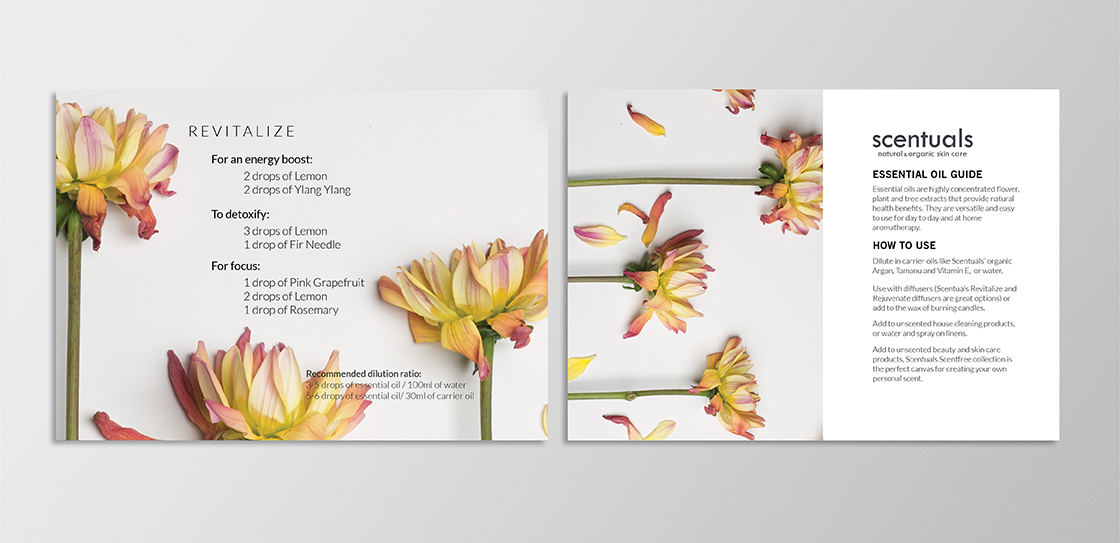 REVITALIZE
For an energy boost:
2 drops of Lemon
2 drops of Ylang Ylang
To detoxify:
3 drops of Lemon
1 drop of Fir Needle
For focus:
1 drop of Pink Grapefruit
2 drops of Lemon
1 drop of Rosemary
Recommended dilution ratio:
3-5 drops of essential oil / 100ml of water
5-6 drops of essential oil/ 30ml of carrier oil
scentuals
natural & organic skin care
ESSENTIAL OIL GUIDE
Essential oils are highly concentrated flower,
plant and tree extracts that provide natural
health benefits. They are versatile and easy
to use for day to day and at home
aromatherapy.
HOW TO USE
Dilute in carrier oils like Scentuals' organic
Argan, Tamanu and Vitamin E, or water.
Use with diffusers (Scentuals Revitalize and
Rejuvenate diffusers are great options) or
add to the wax of burning candles.
Add to unscented house cleaning products,
or water and spray on linens.
Add to unscented beauty and skin care
products, Scentuals Scentfree collection is
the perfect canvas for creating your own
personal scent.